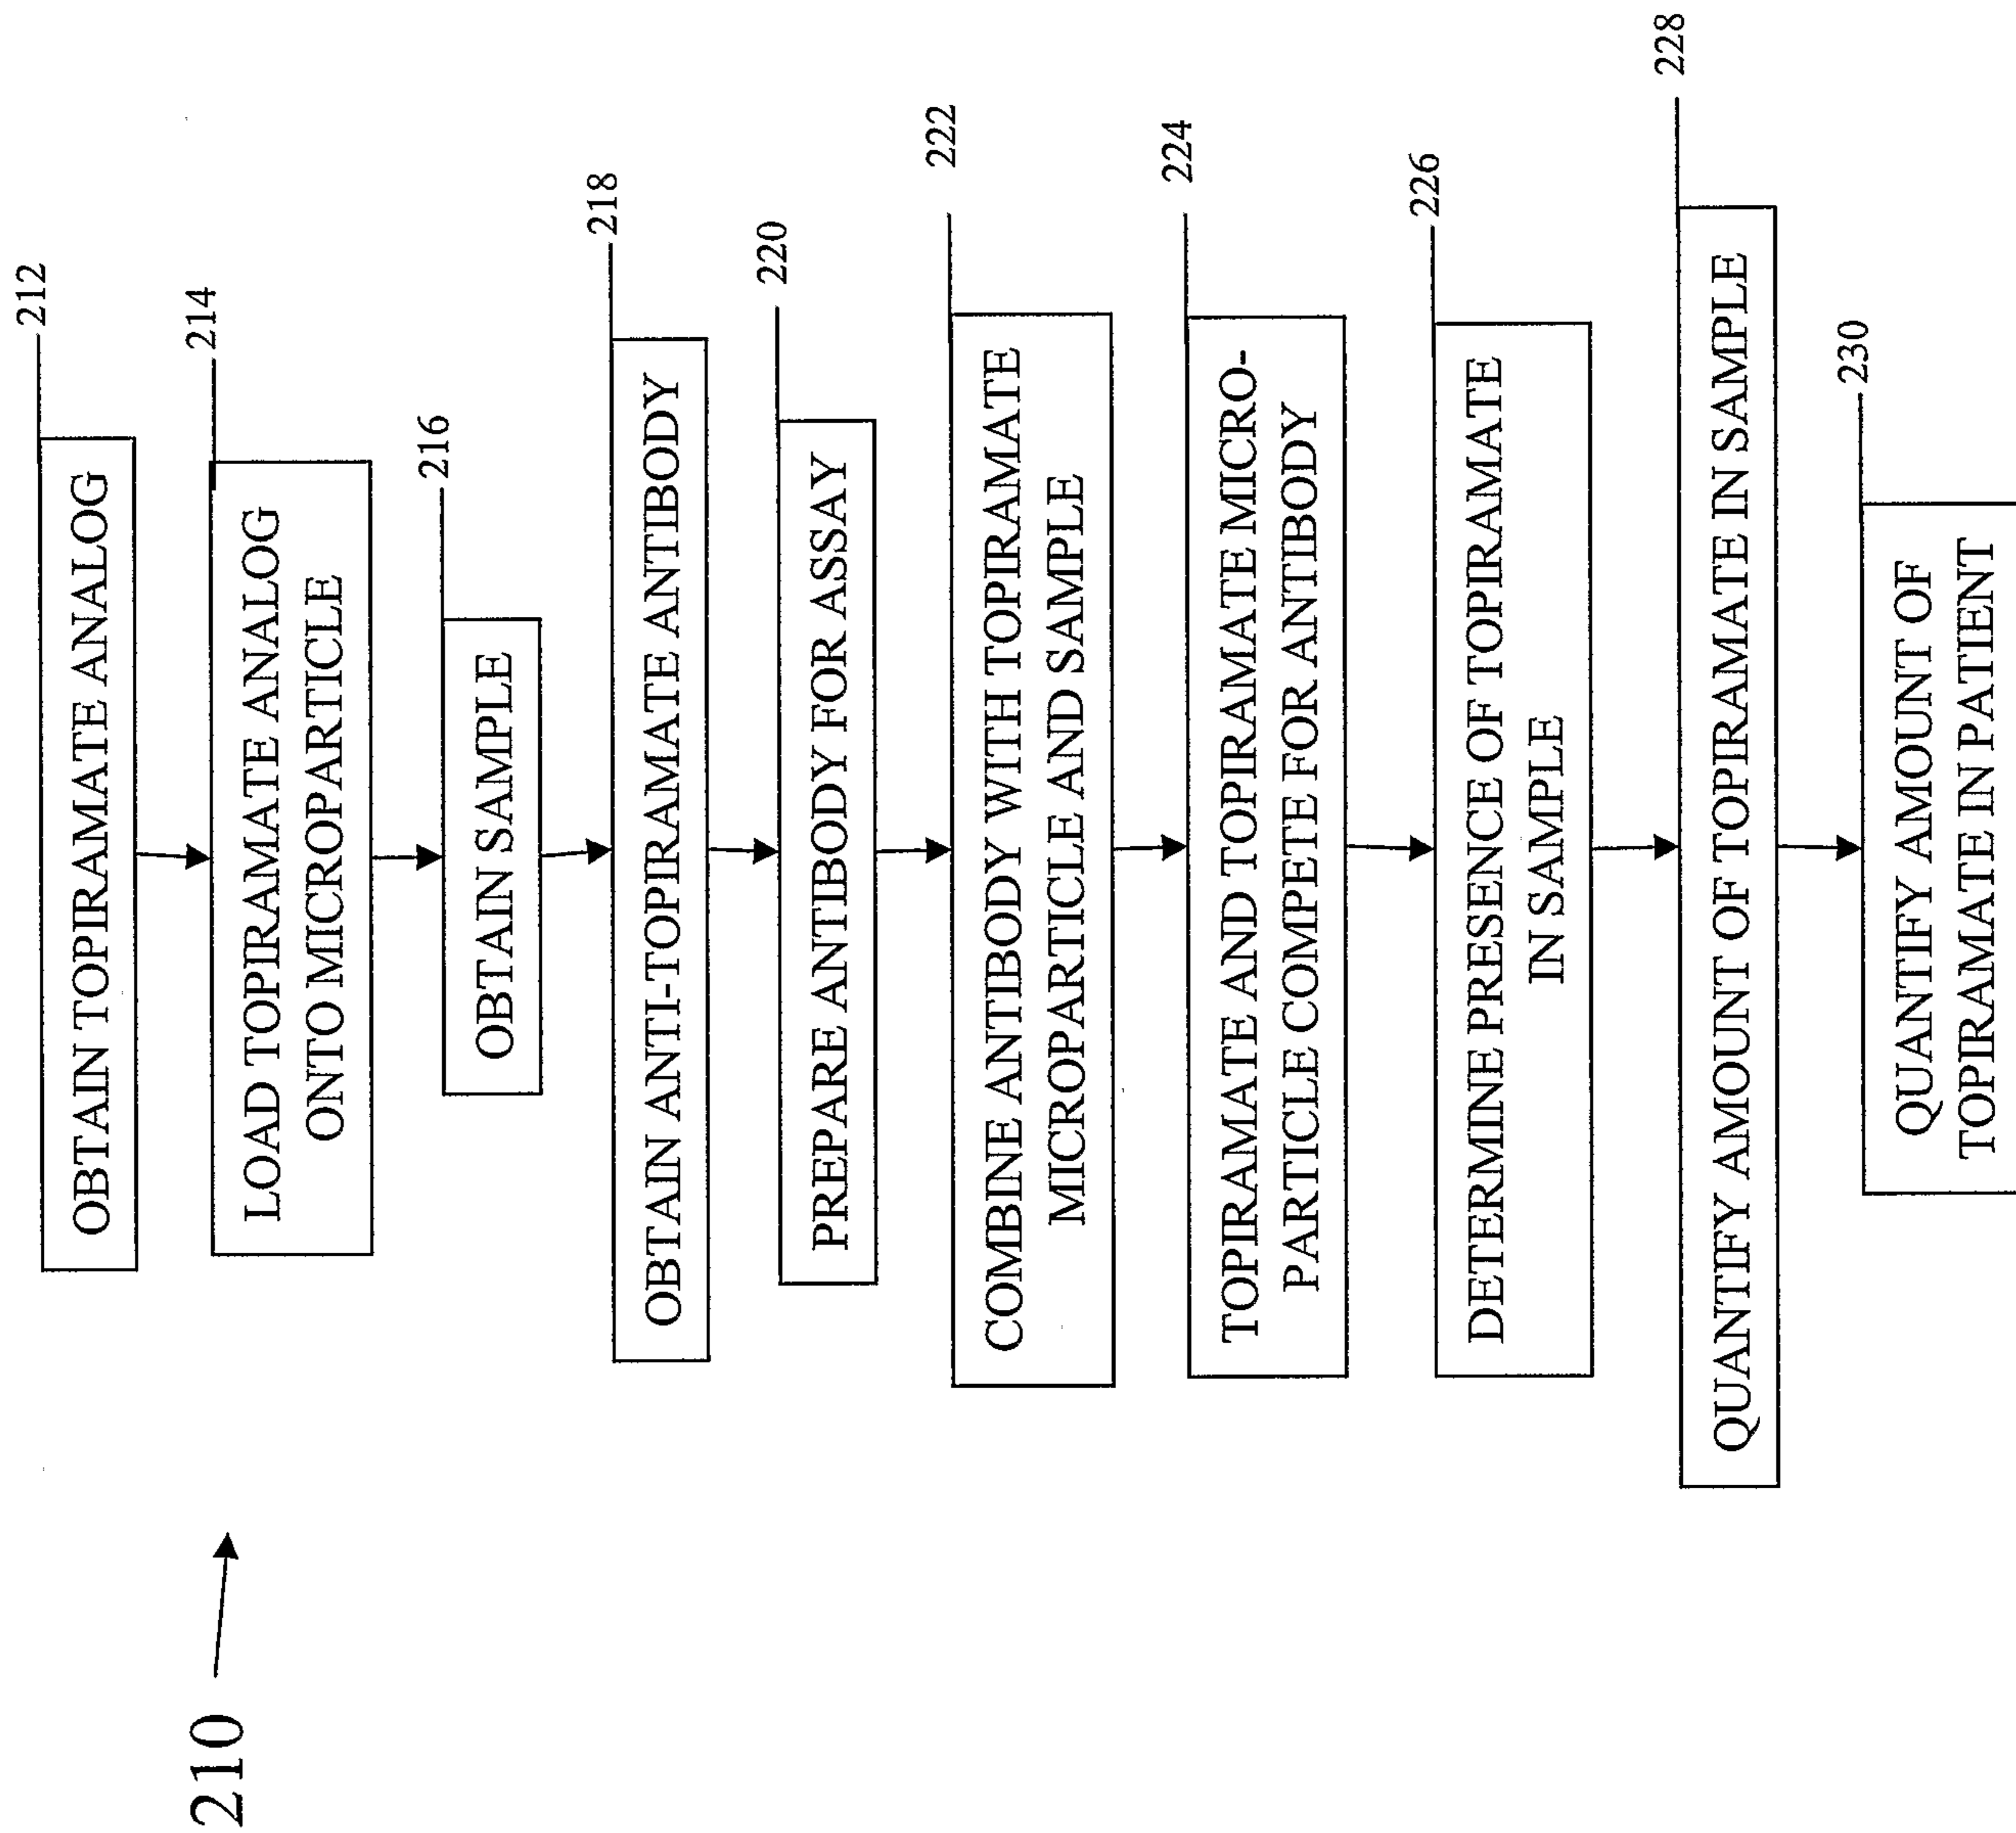 210
212
OBTAIN TOPIRAMATE ANALOG
214
LOAD TOPIRAMATE ANALOG
ONTO MICROPARTICLE
216
OBTAIN SAMPLE
218
OBTAIN ANTI-TOPIRAMATE ANTIBODY
220
PREPARE ANTIBODY FOR ASSAY
222
COMBINE ANTIBODY WITH TOPIRAMATE
MICROPARTICLE AND SAMPLE
224
TOPIRAMATE AND TOPIRAMATE MICRO-
PARTICLE COMPETE FOR ANTIBODY
226
DETERMINE PRESENCE OF TOPIRAMATE
IN SAMPLE
228
QUANTIFY AMOUNT OF TOPIRAMATE IN SAMPLE
230
QUANTIFY AMOUNT OF
TOPIRAMATE IN PATIENT